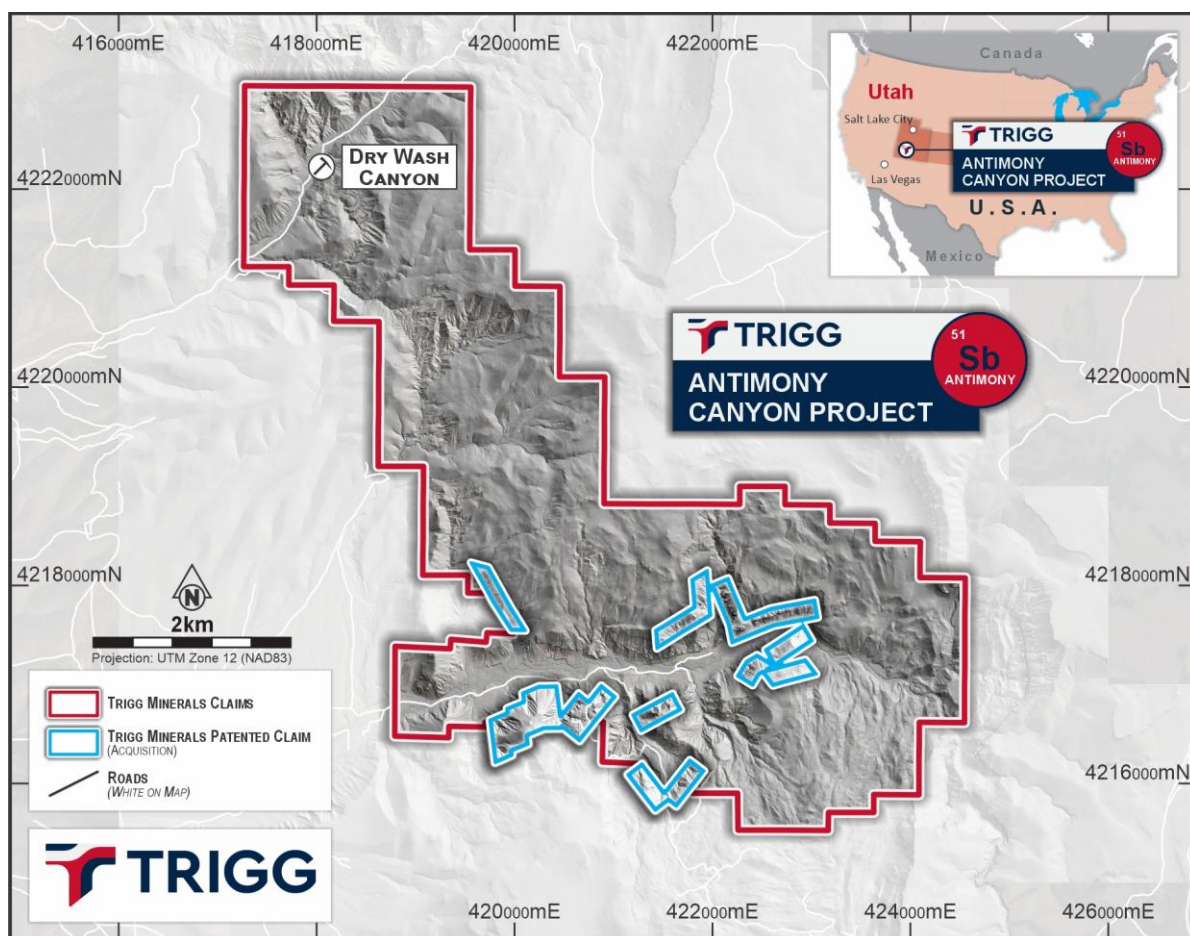 416000mE
418000mE
420000mE
422000mE
Canada
Utah
Salt Lake City
Las Vegas
TRIGG
ANTIMONY
CANYON PROJECT
51
Sb
ANTIMONY
U.S.A.
Mexico
DRY WASH
CANYON
4222000mN
TRIGG
ANTIMONY
CANYON PROJECT
51
Sb
ANTIMONY
4220000mN
4220000mN
4218000mN
4218000mN
N
2km
Projection: UTM Zone 12 (NAD83)
TRIGG MINERALS CLAIMS
TRIGG MINERALS PATENTED CLAIM
(ACQUISITION)
ROADS
(WHITE ON MAP)
4216000mN
TRIGG
420000mE
422000mE
424000mE
426000mE